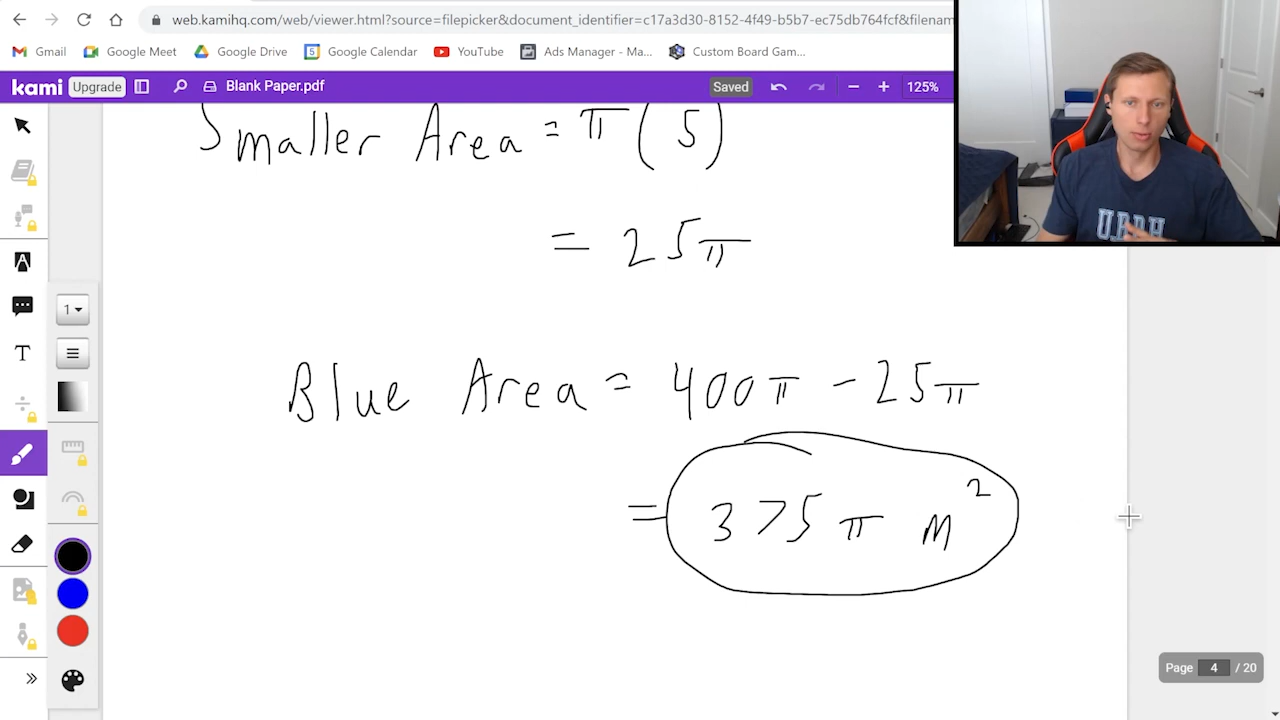 web.kamihq.com/web/viewer.html?source=filepicker&document_identifier=c17a3d30-8152-4f49-b5b7-ec75db764fcf&filenam
Gmail Google Meet Google Drive 5 Google Calendar YouTube Ads Manager - Ma... Custom Board Gam...
kami Upgrade Blank Paper.pdf Saved 125%
Smaller Area = π(5)
= 25π
1
Blue Area = 400π - 25π
= 375π m²
T
Page 4 / 20